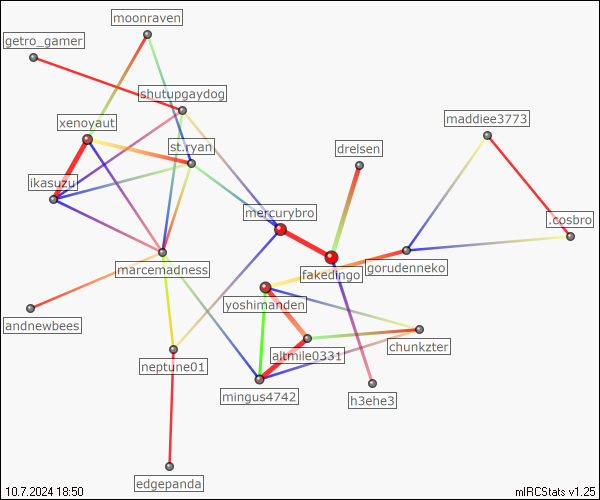 moonraven
getro_gamer
shutupgaydog
xenoyaut
maddiee3773
st.ryan
drelsen
ikasuzu
mercurybro
.cosbro
marcemadness
fakedingo
gorudenneko
yoshimanden
andnewbees
altmile0331
chunkzter
neptune01
mingus4742
h3ehe3
edgepanda
10.7.2024 18:50
mIRCStats v1.25